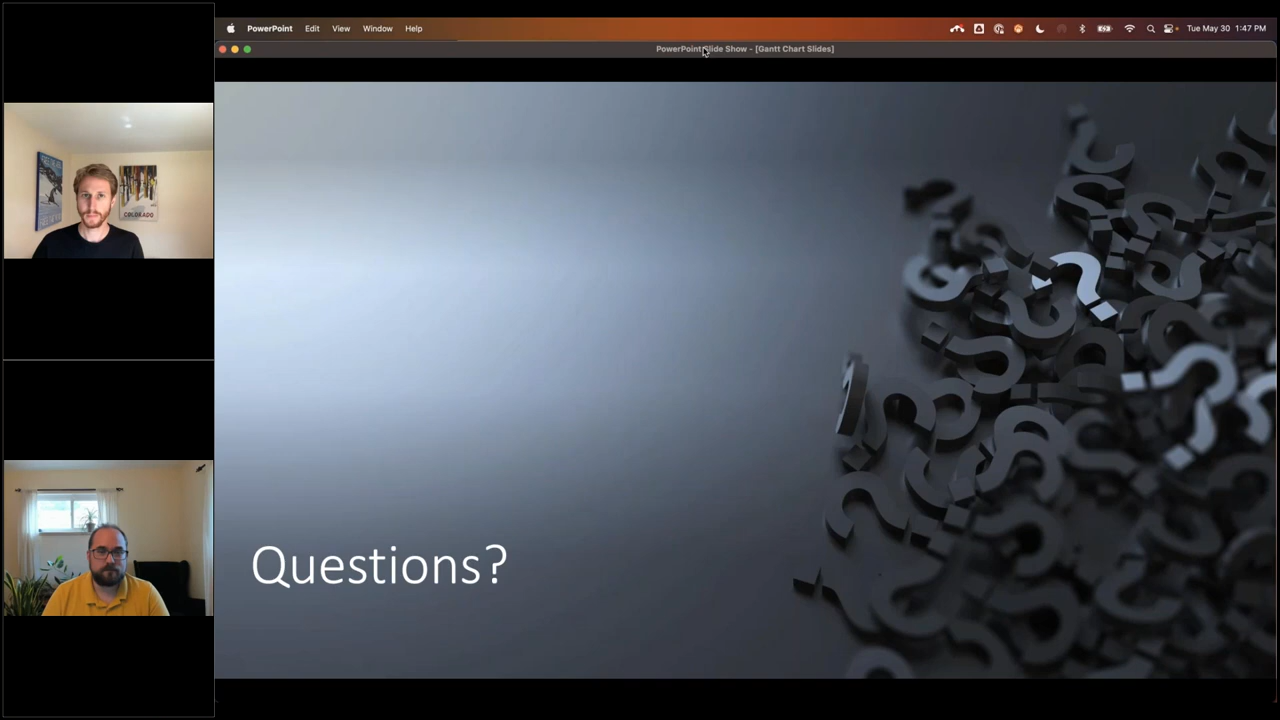 PowerPoint Edit View Window Help
Tue May 30 1:47 PM
PowerPoint Slide Show - [Gantt Chart Slides]
COLORADO
Questions?